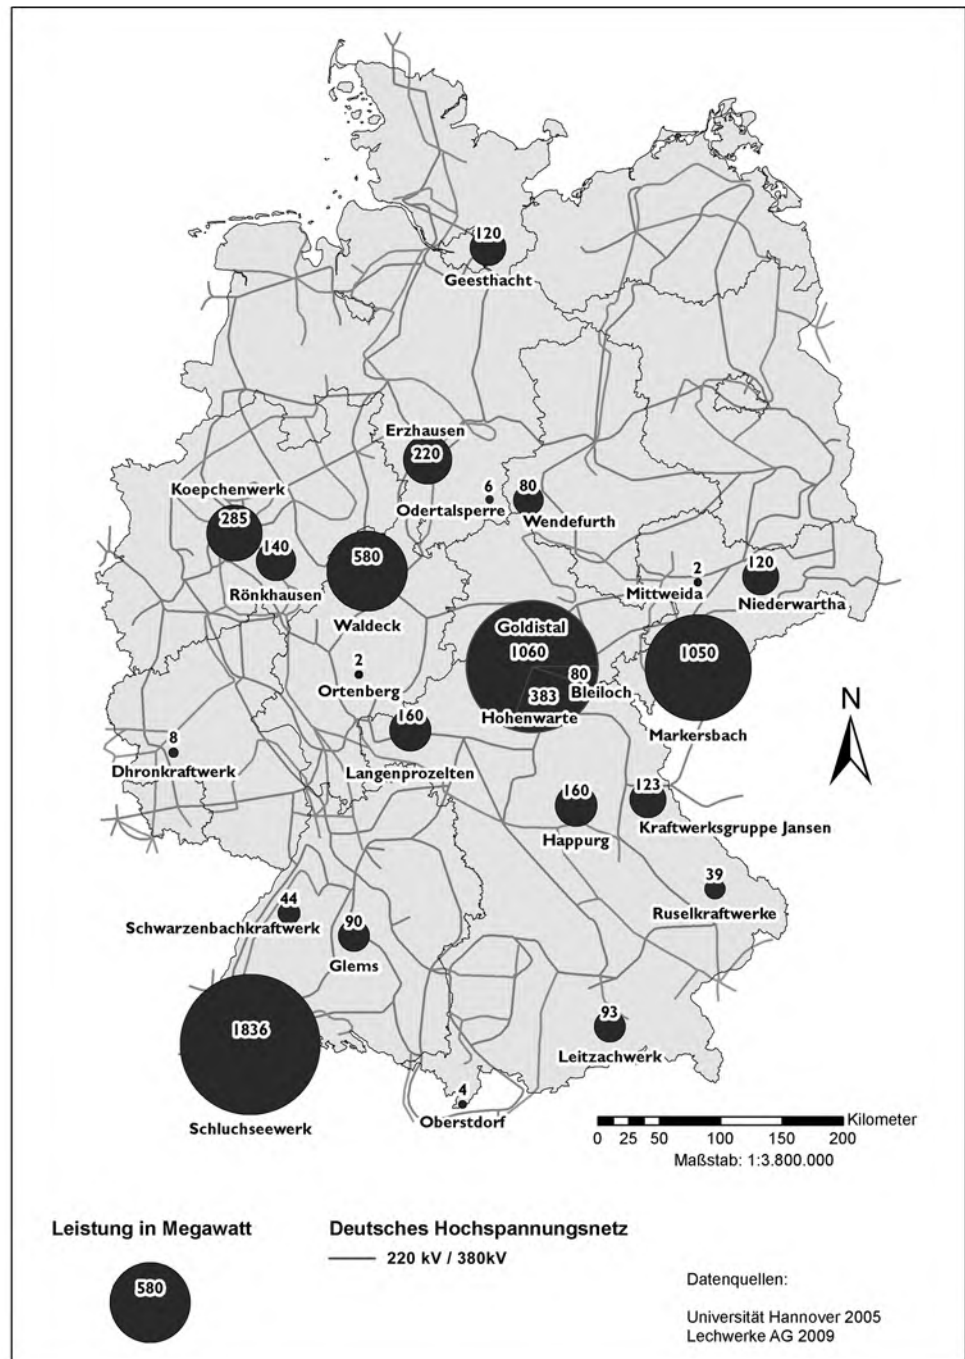 120
Geesthacht
Erzhausen
220
Koepchenwerk
6
80
Odertalsperre
Wendefurth
285
140
580
2
120
Rönkhausen
Mittweida
Niederwartha
Waldeck
Goldistal
1060
1050
2
80
Ortenberg
Bleiloch
383
160
Hohenwarte
Markersbach
N
8
Dhronkraftwerk
Langenprozelten
160
123
Kraftwerksgruppe Jansen
Happurg
39
44
Ruselkraftwerke
Schwarzenbachkraftwerk
90
Glems
93
1836
Leitzachwerk
4
Oberstdorf
Schluchseewerk
Kilometer
0 25 50 100 150 200
Maßstab: 1:3.800.000
Leistung in Megawatt
580
Deutsches Hochspannungsnetz
220 kV / 380kV
Datenquellen:
Universität Hannover 2005
Lechwerke AG 2009